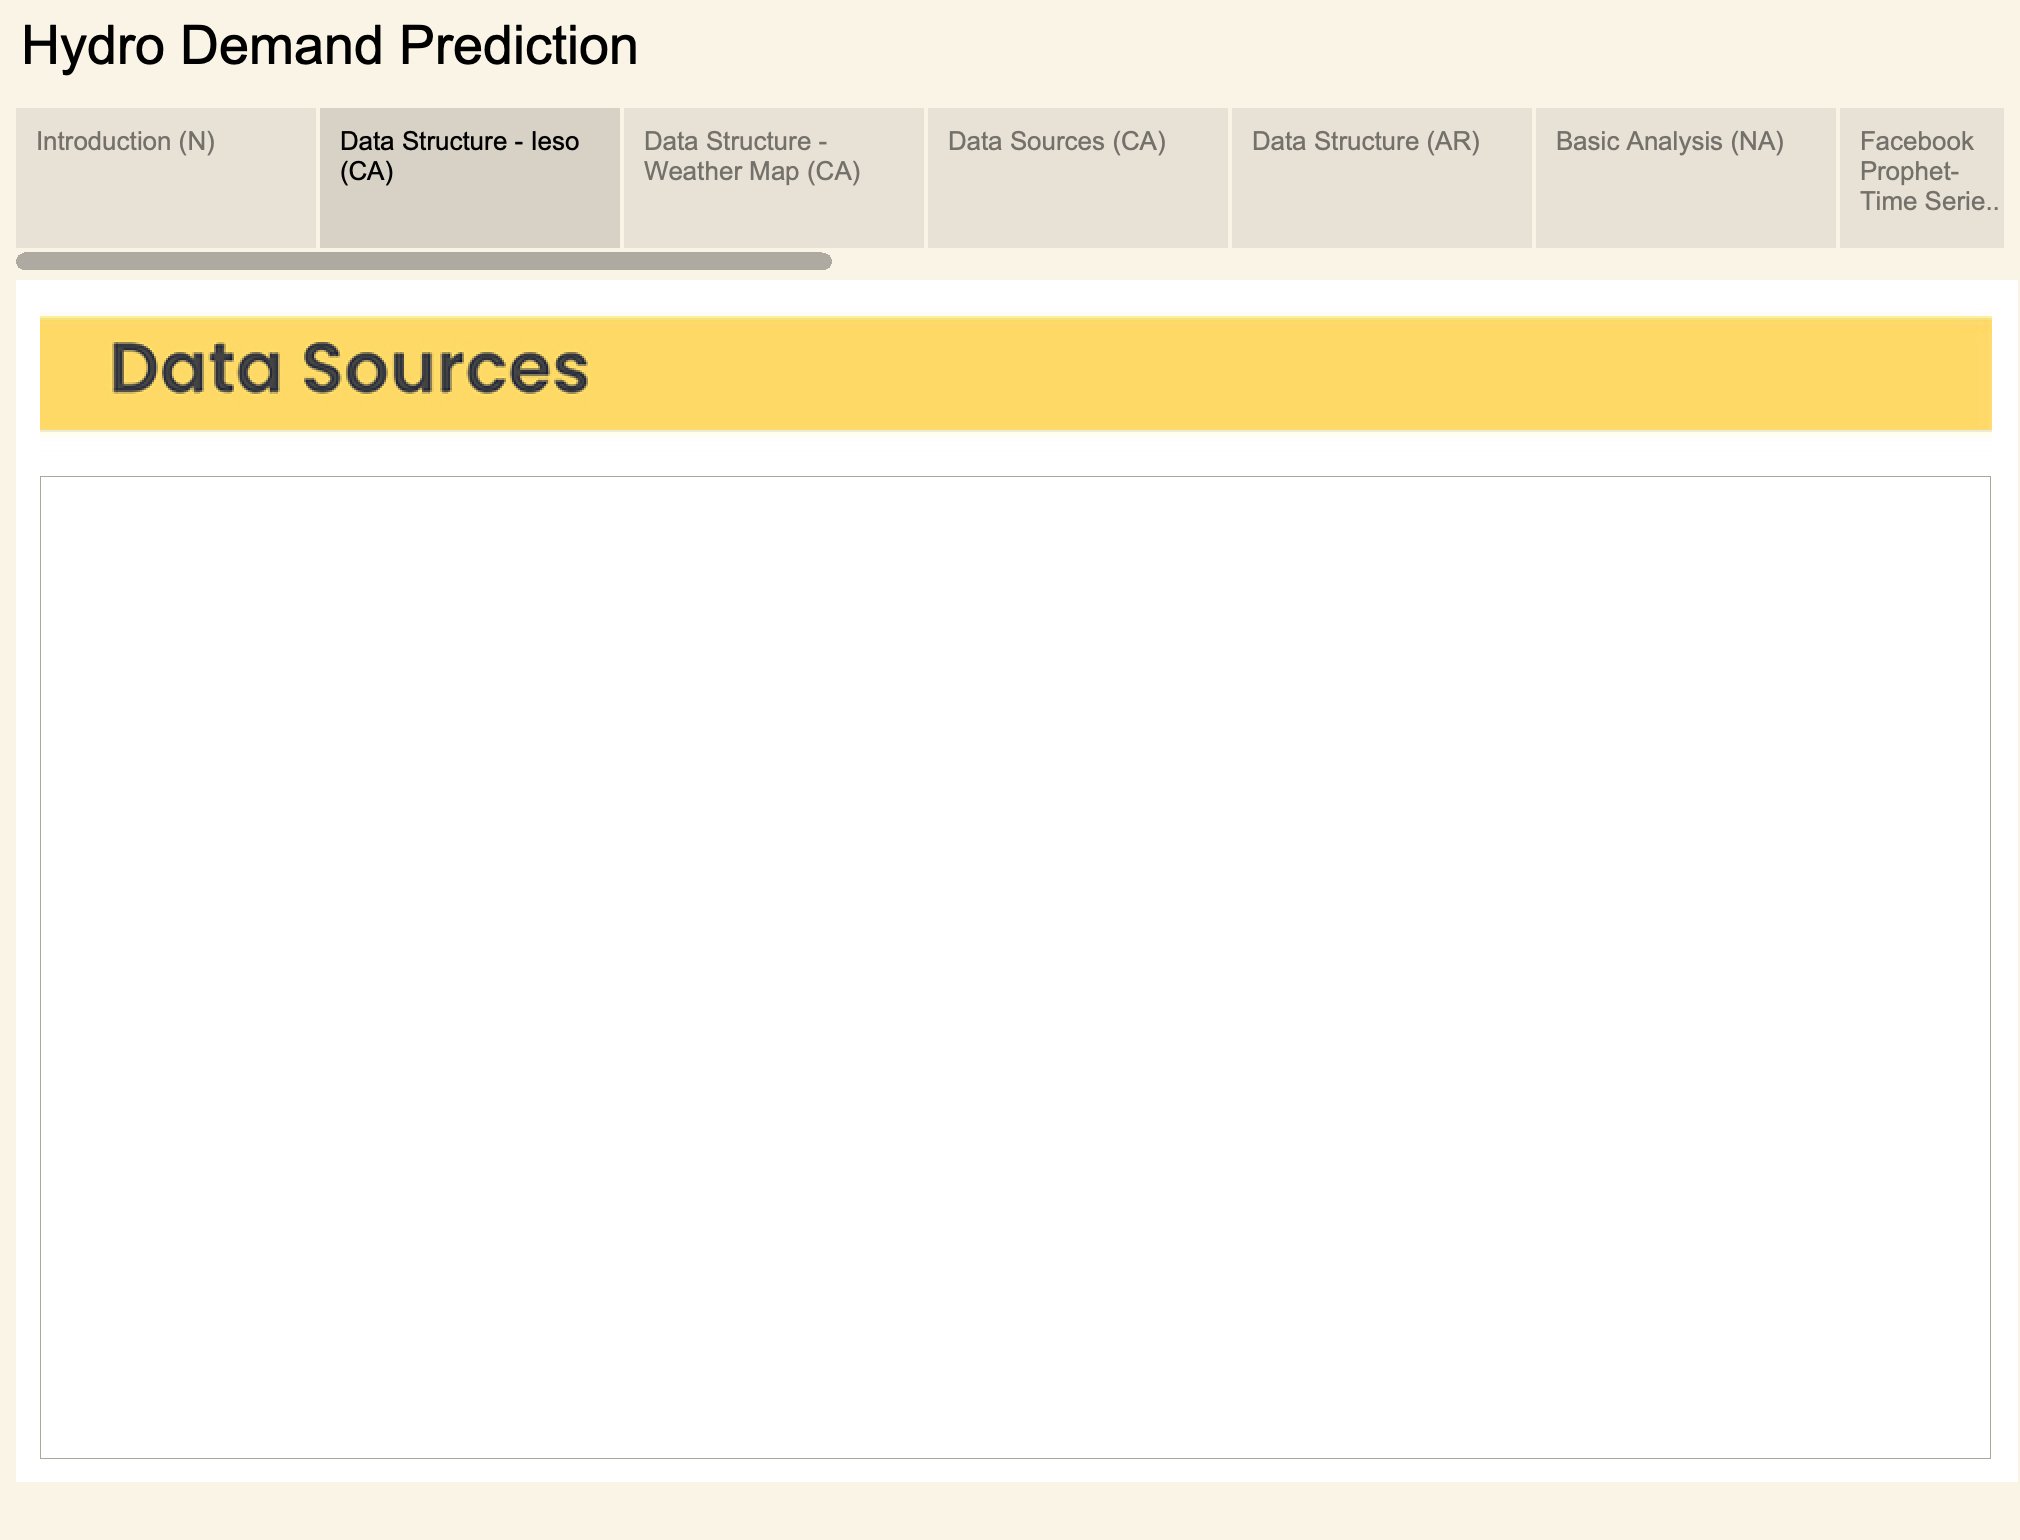 Hydro Demand Prediction
Introduction (N)
Data Structure - Ieso
(CA)
Data Structure -
Weather Map (CA)
Data Sources (CA)
Data Structure (AR)
Basic Analysis (NA)
Facebook
Prophet-
Time Serie..
Data Sources